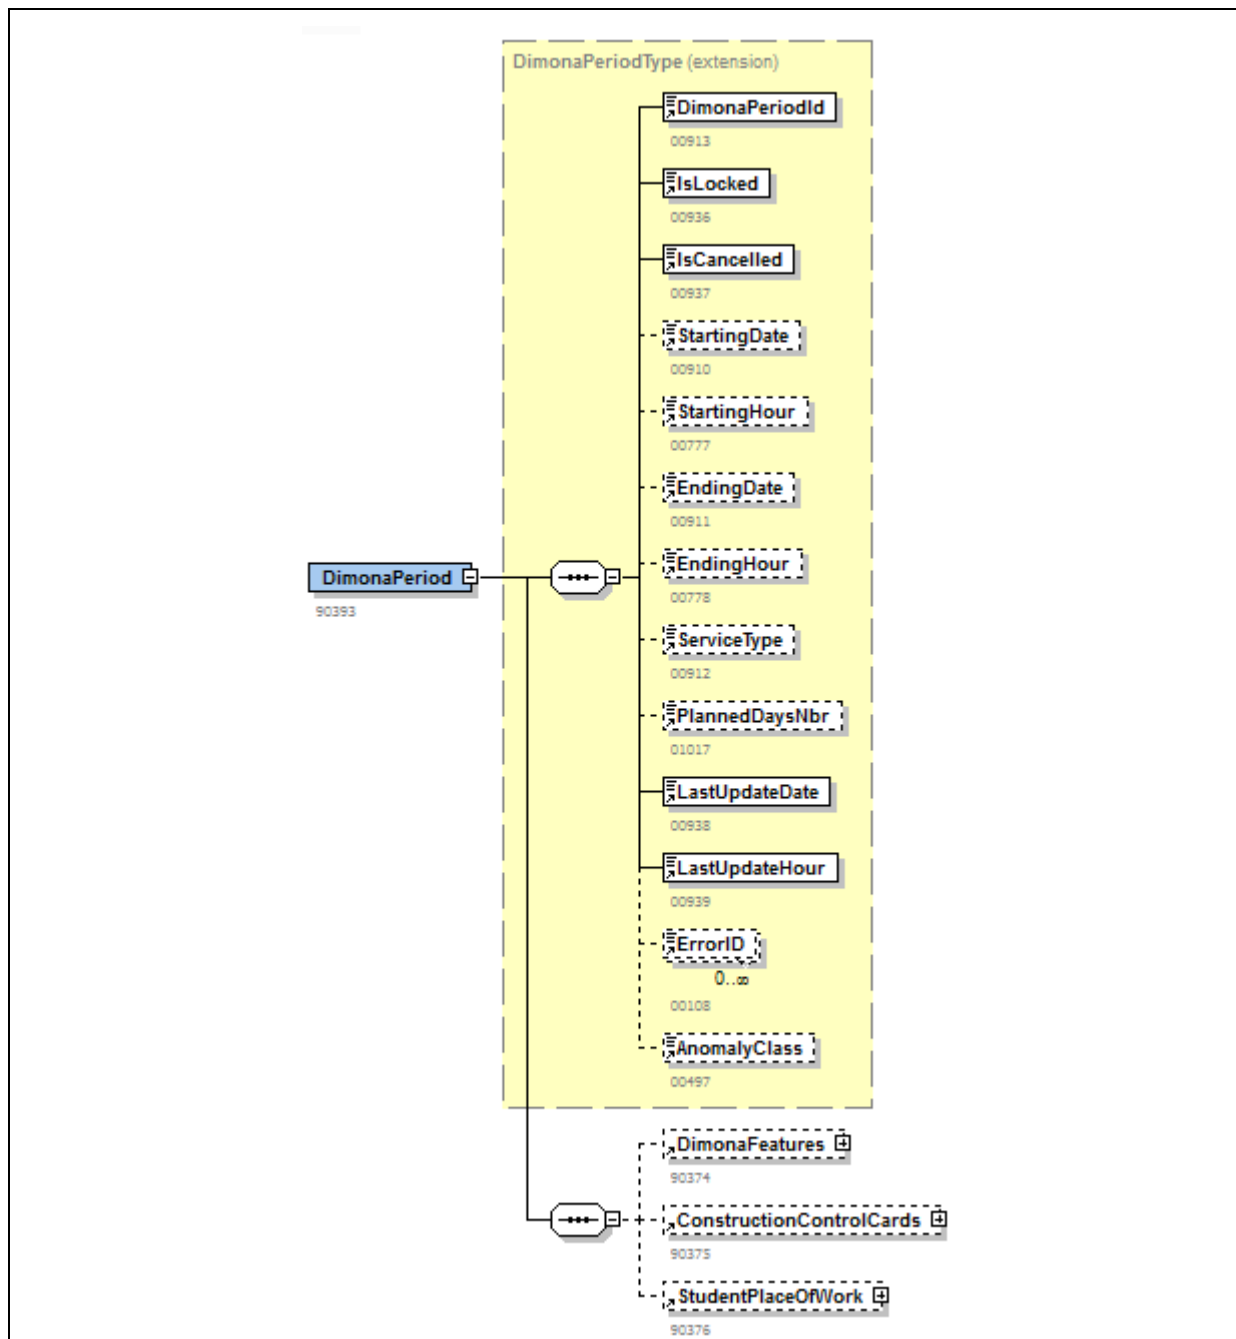 DimonaPeriodType (extension)
DimonaPeriodId
00913
IsLocked
00936
IsCancelled
00937
StartingDate
00910
StartingHour
00777
EndingDate
00911
EndingHour
00778
DimonaPeriod
90393
ServiceType
00912
PlannedDaysNbr
01017
LastUpdateDate
00938
LastUpdateHour
00939
ErrorID
0..∞
00108
AnomalyClass
00497
DimonaFeatures
90374
ConstructionControlCards
90375
StudentPlaceOfWork
90376